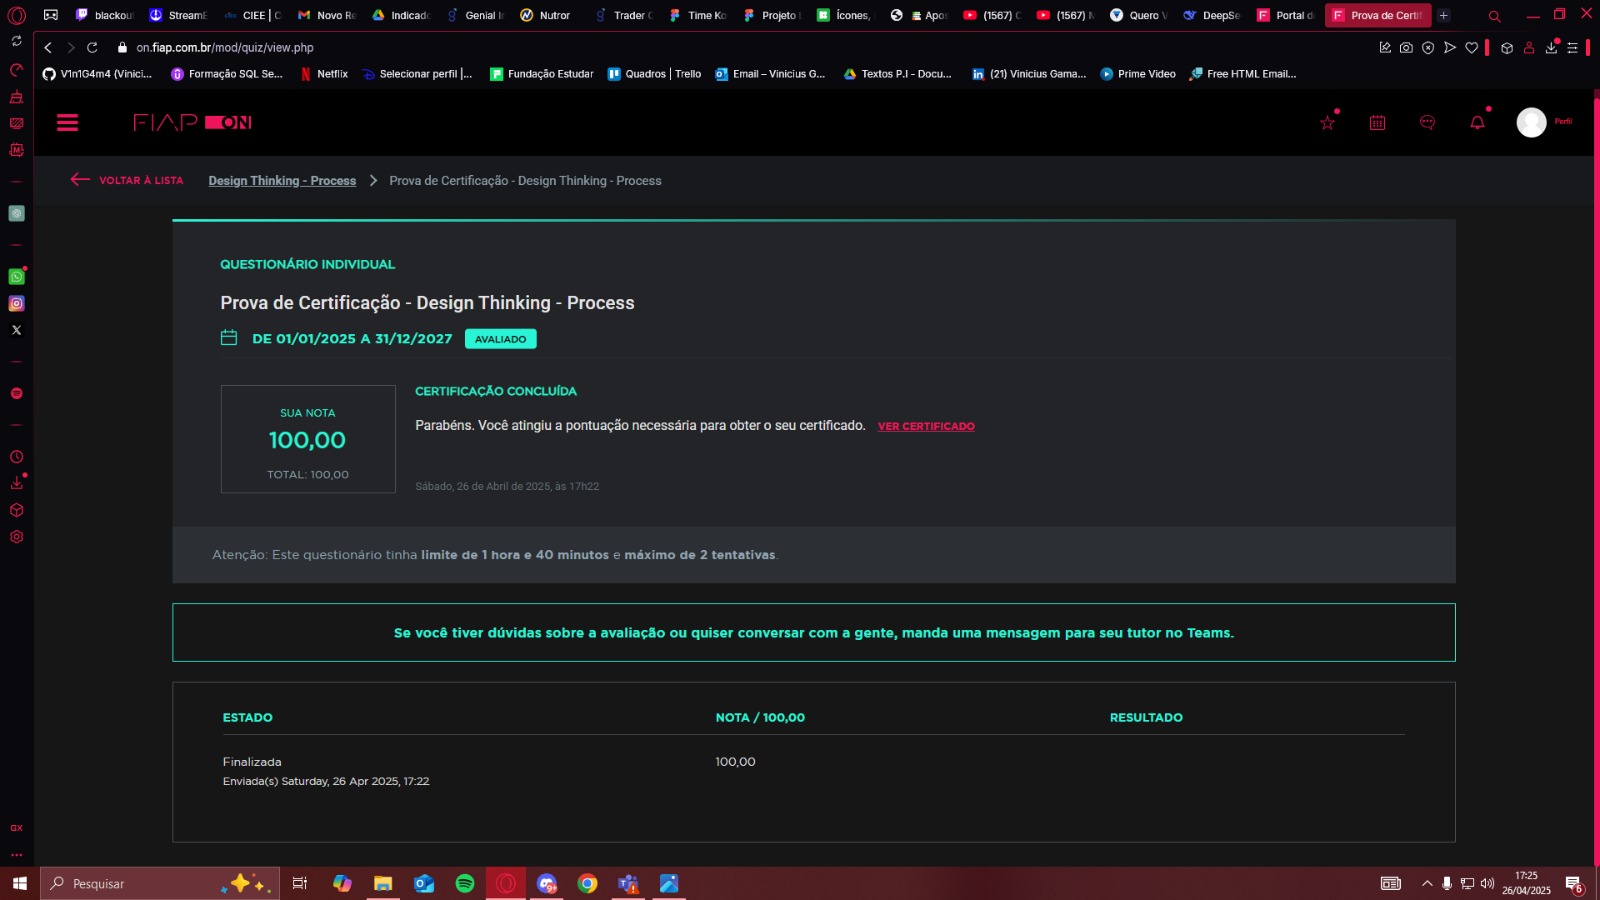 blackou
StreamE
CIEE | C
Novo Re
Indicado
Genial In
Nutror
Trader C
Time Ko
Projeto
Ícones,
Apos
(1567) C
(1567) M
Quero V
DeepSe
Portal d
Prova de Certifi
on.fiap.com.br/mod/quiz/view.php
V1n1G4m4 (Vinici...
Formação SQL Se...
Netflix
Selecionar perfil |...
Fundação Estudar
Quadros | Trello
Email – Vinicius G...
Textos P.I - Docu...
(21) Vinicius Gama...
Prime Video
Free HTML Email...
FIAP ON
Perfil
VOLTAR À LISTA
Design Thinking - Process
Prova de Certificação - Design Thinking - Process
QUESTIONÁRIO INDIVIDUAL
Prova de Certificação - Design Thinking - Process
DE 01/01/2025 A 31/12/2027 AVALIADO
SUA NOTA
100,00
TOTAL: 100,00
CERTIFICAÇÃO CONCLUÍDA
Parabéns. Você atingiu a pontuação necessária para obter o seu certificado. VER CERTIFICADO
Sábado, 26 de Abril de 2025, às 17h22
Atenção: Este questionário tinha limite de 1 hora e 40 minutos e máximo de 2 tentativas.
Se você tiver dúvidas sobre a avaliação ou quiser conversar com a gente, manda uma mensagem para seu tutor no Teams.
ESTADO NOTA / 100,00 RESULTADO
Finalizada 100,00
Enviada(s) Saturday, 26 Apr 2025, 17:22
GX
Pesquisar
17:25
26/04/2025
6